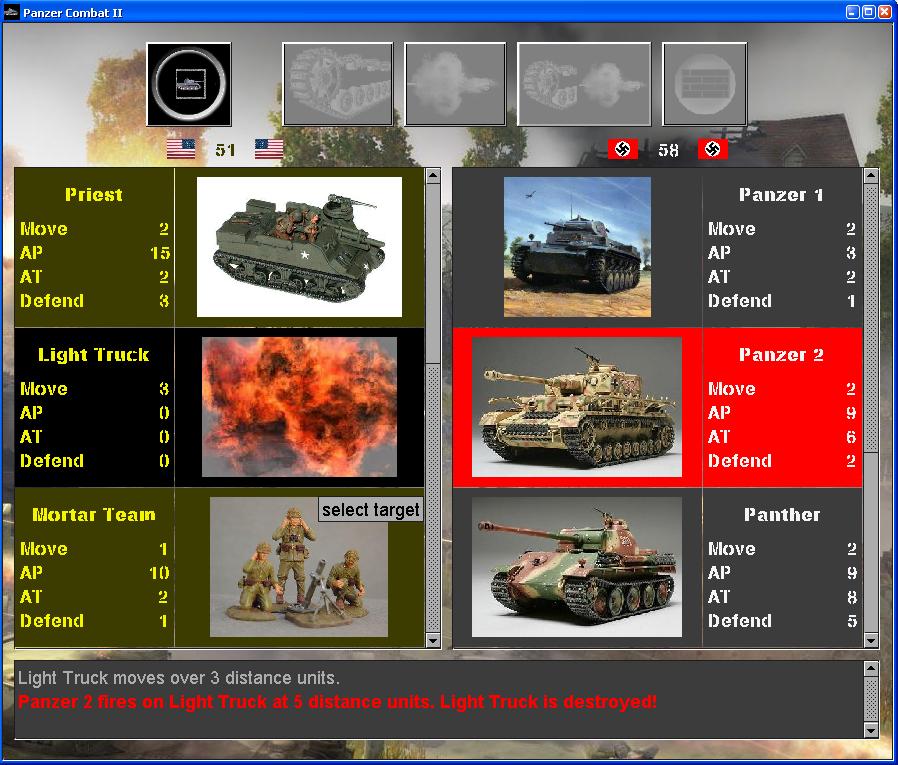 Panzer Combat II
51
58
Priest
Move 2
AP 15
AT 2
Defend 3
Panzer 1
Move 2
AP 3
AT 2
Defend 1
Light Truck
Move 3
AP 0
AT 0
Defend 0
Panzer 2
Move 2
AP 9
AT 6
Defend 2
Mortar Team
Move 1
AP 10
AT 2
Defend 1
select target
Panther
Move 2
AP 9
AT 8
Defend 5
Light Truck moves over 3 distance units.
Panzer 2 fires on Light Truck at 5 distance units. Light Truck is destroyed!